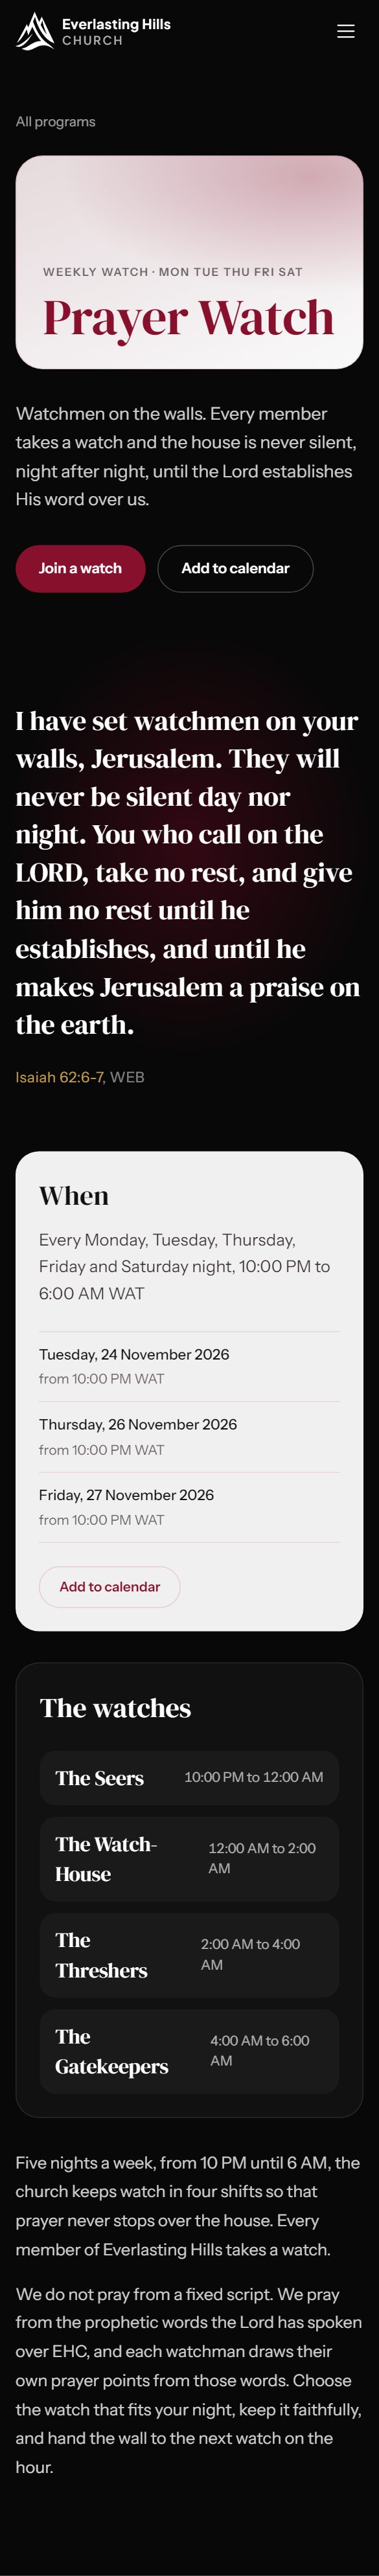 Everlasting Hills
CHURCH
All programs
WEEKLY WATCH · MON TUE THU FRI SAT
Prayer Watch
Watchmen on the walls. Every member
takes a watch and the house is never silent,
night after night, until the Lord establishes
His word over us.
Join a watch
Add to calendar
I have set watchmen on your
walls, Jerusalem. They will
never be silent day nor
night. You who call on the
LORD, take no rest, and give
him no rest until he
establishes, and until he
makes Jerusalem a praise on
the earth.
Isaiah 62:6-7, WEB
When
Every Monday, Tuesday, Thursday,
Friday and Saturday night, 10:00 PM to
6:00 AM WAT
Tuesday, 24 November 2026
from 10:00 PM WAT
Thursday, 26 November 2026
from 10:00 PM WAT
Friday, 27 November 2026
from 10:00 PM WAT
Add to calendar
The watches
The Seers
10:00 PM to 12:00 AM
The Watch-
House
12:00 AM to 2:00
AM
The
Threshers
2:00 AM to 4:00
AM
The
Gatekeepers
4:00 AM to 6:00
AM
Five nights a week, from 10 PM until 6 AM, the
church keeps watch in four shifts so that
prayer never stops over the house. Every
member of Everlasting Hills takes a watch.
We do not pray from a fixed script. We pray
from the prophetic words the Lord has spoken
over EHC, and each watchman draws their
own prayer points from those words. Choose
the watch that fits your night, keep it faithfully,
and hand the wall to the next watch on the
hour.